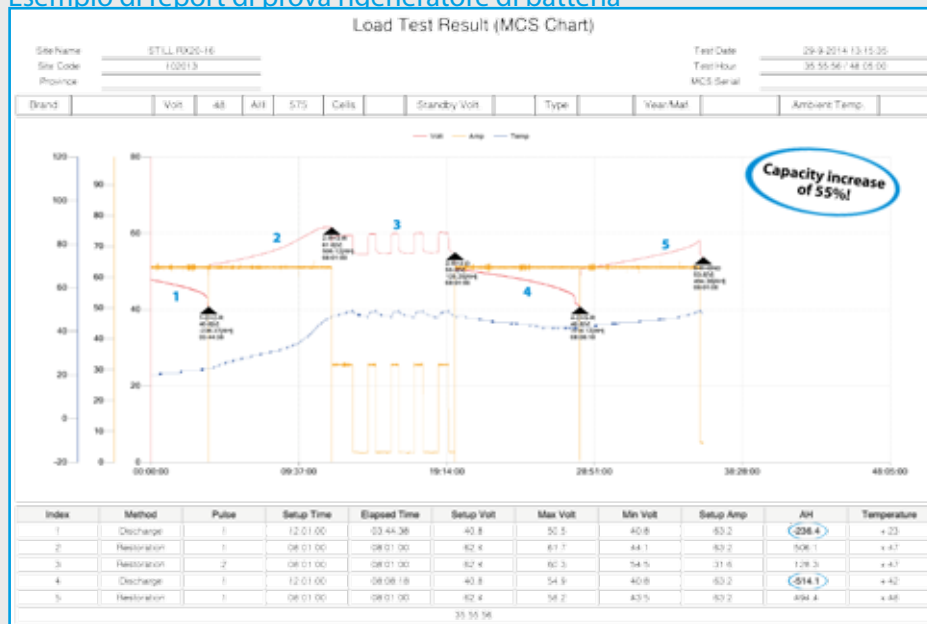 Esempio di report di prova rigeneratore di batteria
Load Test Result (MCS Chart)
Site Name STILL RX20-16 Test Date 29-9-2014 13:15:35
Site Code 102013 Test Hour 35:55:56 / 48:05:00
Province MCS Serial
Brand Volt 48 AH 575 Cells Standby Volt Type Year/Maf. Ambient Temp.
Volt Amp Temp
Capacity increase
of 55%!
120 90 80
100 80 60
80 70 40
60 60 20
40 50 0
20 40
0 30
-20 20
10
0
1
2
3
4
5
00:00:00 09:37:00 19:14:00 28:51:00 38:28:00 48:05:00
Index Method Pulse Setup Time Elapsed Time Setup Volt Max Volt Min Volt Setup Amp AH Temperature
1 Discharge 1 12:01:00 03:44:38 40.8 50.5 40.8 63.2 -236.4 +23
2 Restoration 1 08:01:00 08:01:00 62.4 61.7 44.1 63.2 506.1 +47
3 Restoration 2 08:01:00 08:01:00 62.4 60.3 54.5 31.6 128.3 +47
4 Discharge 1 12:01:00 08:08:16 40.8 54.9 40.8 63.2 -514.1 +42
5 Restoration 1 08:01:00 08:01:00 62.4 58.2 43.5 63.2 494.4 +48
35:55:56